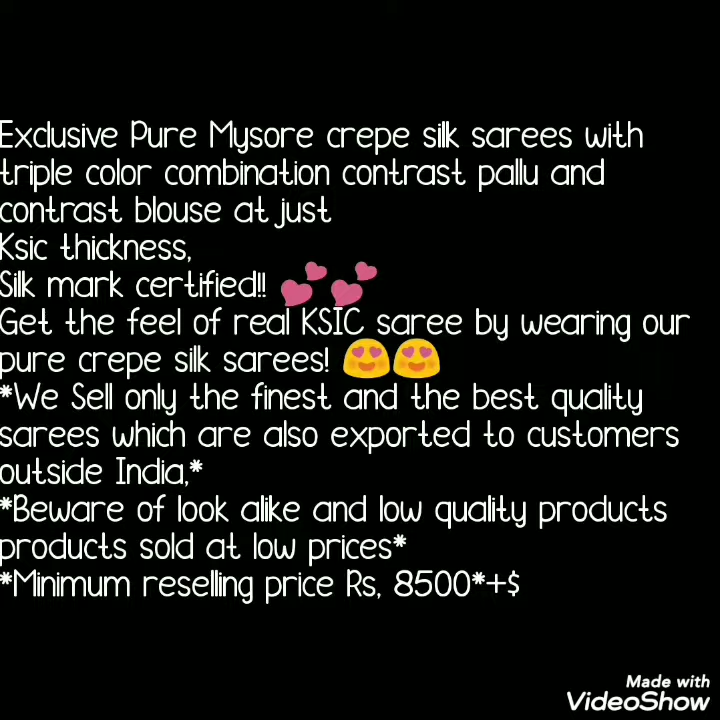 Exclusive Pure Mysore crepe silk sarees with
triple color combination contrast pallu and
contrast blouse at just
Ksic thickness,
Silk mark certified!! 💕💕
Get the feel of real KSIC saree by wearing our
pure crepe silk sarees! 😍😍
*We Sell only the finest and the best quality
sarees which are also exported to customers
outside India,*
*Beware of look alike and low quality products
products sold at low prices*
*Minimum reselling price Rs, 8500*+$
Made with
VideoShow